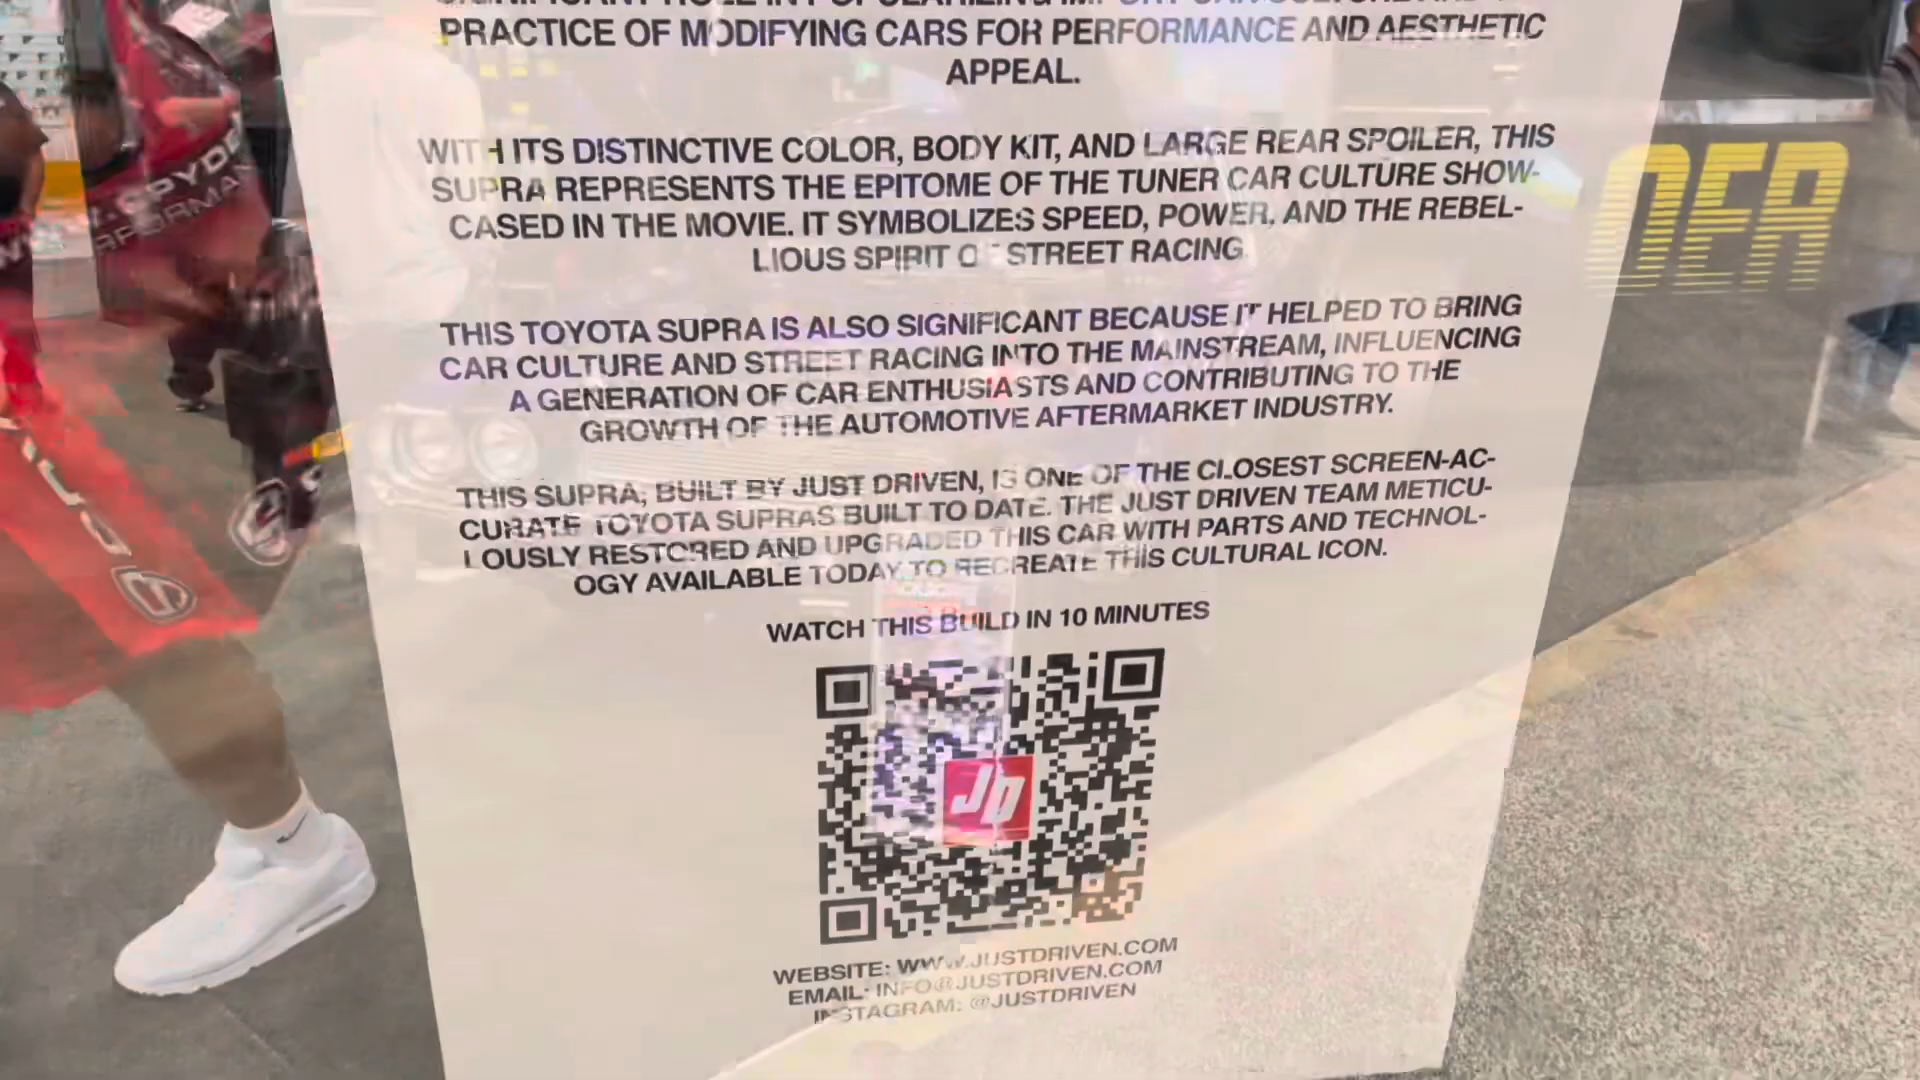 PRACTICE OF MODIFYING CARS FOR PERFORMANCE AND AESTHETIC
APPEAL.
WITH ITS DISTINCTIVE COLOR, BODY KIT, AND LARGE REAR SPOILER, THIS
SUPRA REPRESENTS THE EPITOME OF THE TUNER CAR CULTURE SHOW-
CASED IN THE MOVIE. IT SYMBOLIZES SPEED, POWER, AND THE REBEL-
LIOUS SPIRIT OF STREET RACING
THIS TOYOTA SUPRA IS ALSO SIGNIFICANT BECAUSE IT HELPED TO BRING
CAR CULTURE AND STREET RACING INTO THE MAINSTREAM, INFLUENCING
A GENERATION OF CAR ENTHUSIASTS AND CONTRIBUTING TO THE
GROWTH OF THE AUTOMOTIVE AFTERMARKET INDUSTRY.
THIS SUPRA, BUILT BY JUST DRIVEN, IS ONE OF THE CLOSEST SCREEN-AC-
CURATE TOYOTA SUPRAS BUILT TO DATE. THE JUST DRIVEN TEAM METICU-
LOUSLY RESTORED AND UPGRADED THIS CAR WITH PARTS AND TECHNOL-
OGY AVAILABLE TODAY TO RECREATE THIS CULTURAL ICON.
WATCH THIS BUILD IN 10 MINUTES
JD
WEBSITE: WWW.JUSTDRIVEN.COM
EMAIL: INFO@JUSTDRIVEN.COM
INSTAGRAM: @JUSTDRIVEN